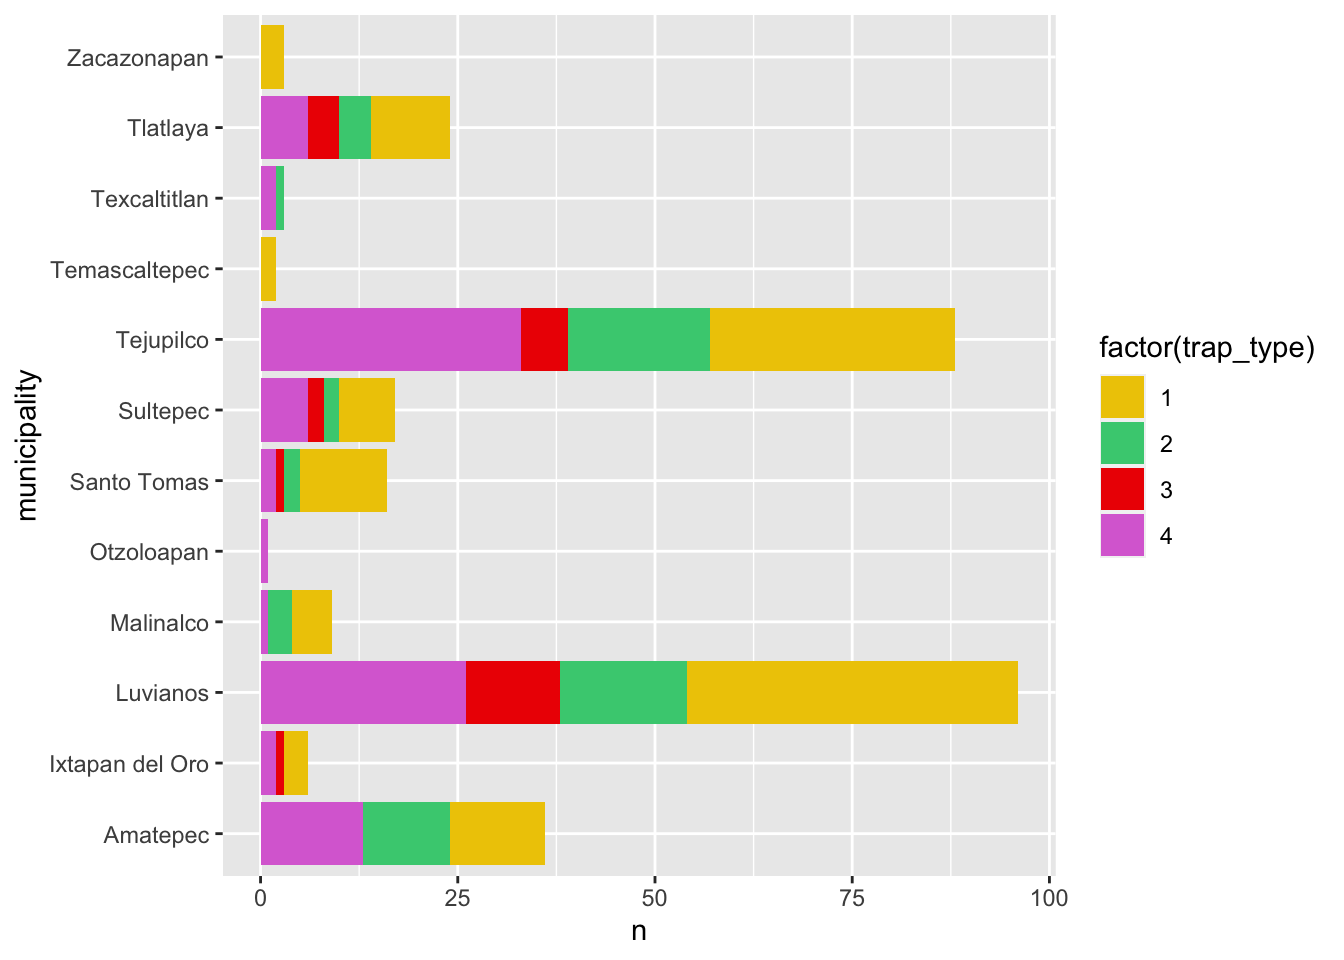 Zacazonapan
Tlatlaya
Texcaltitlan
Temascaltepec
Tejupilco
Sultepec
Santo Tomas
Otzoloapan
Malinalco
Luvianos
Ixtapan del Oro
Amatepec
municipality
0 25 50 75 100
n
factor(trap_type)
1
2
3
4